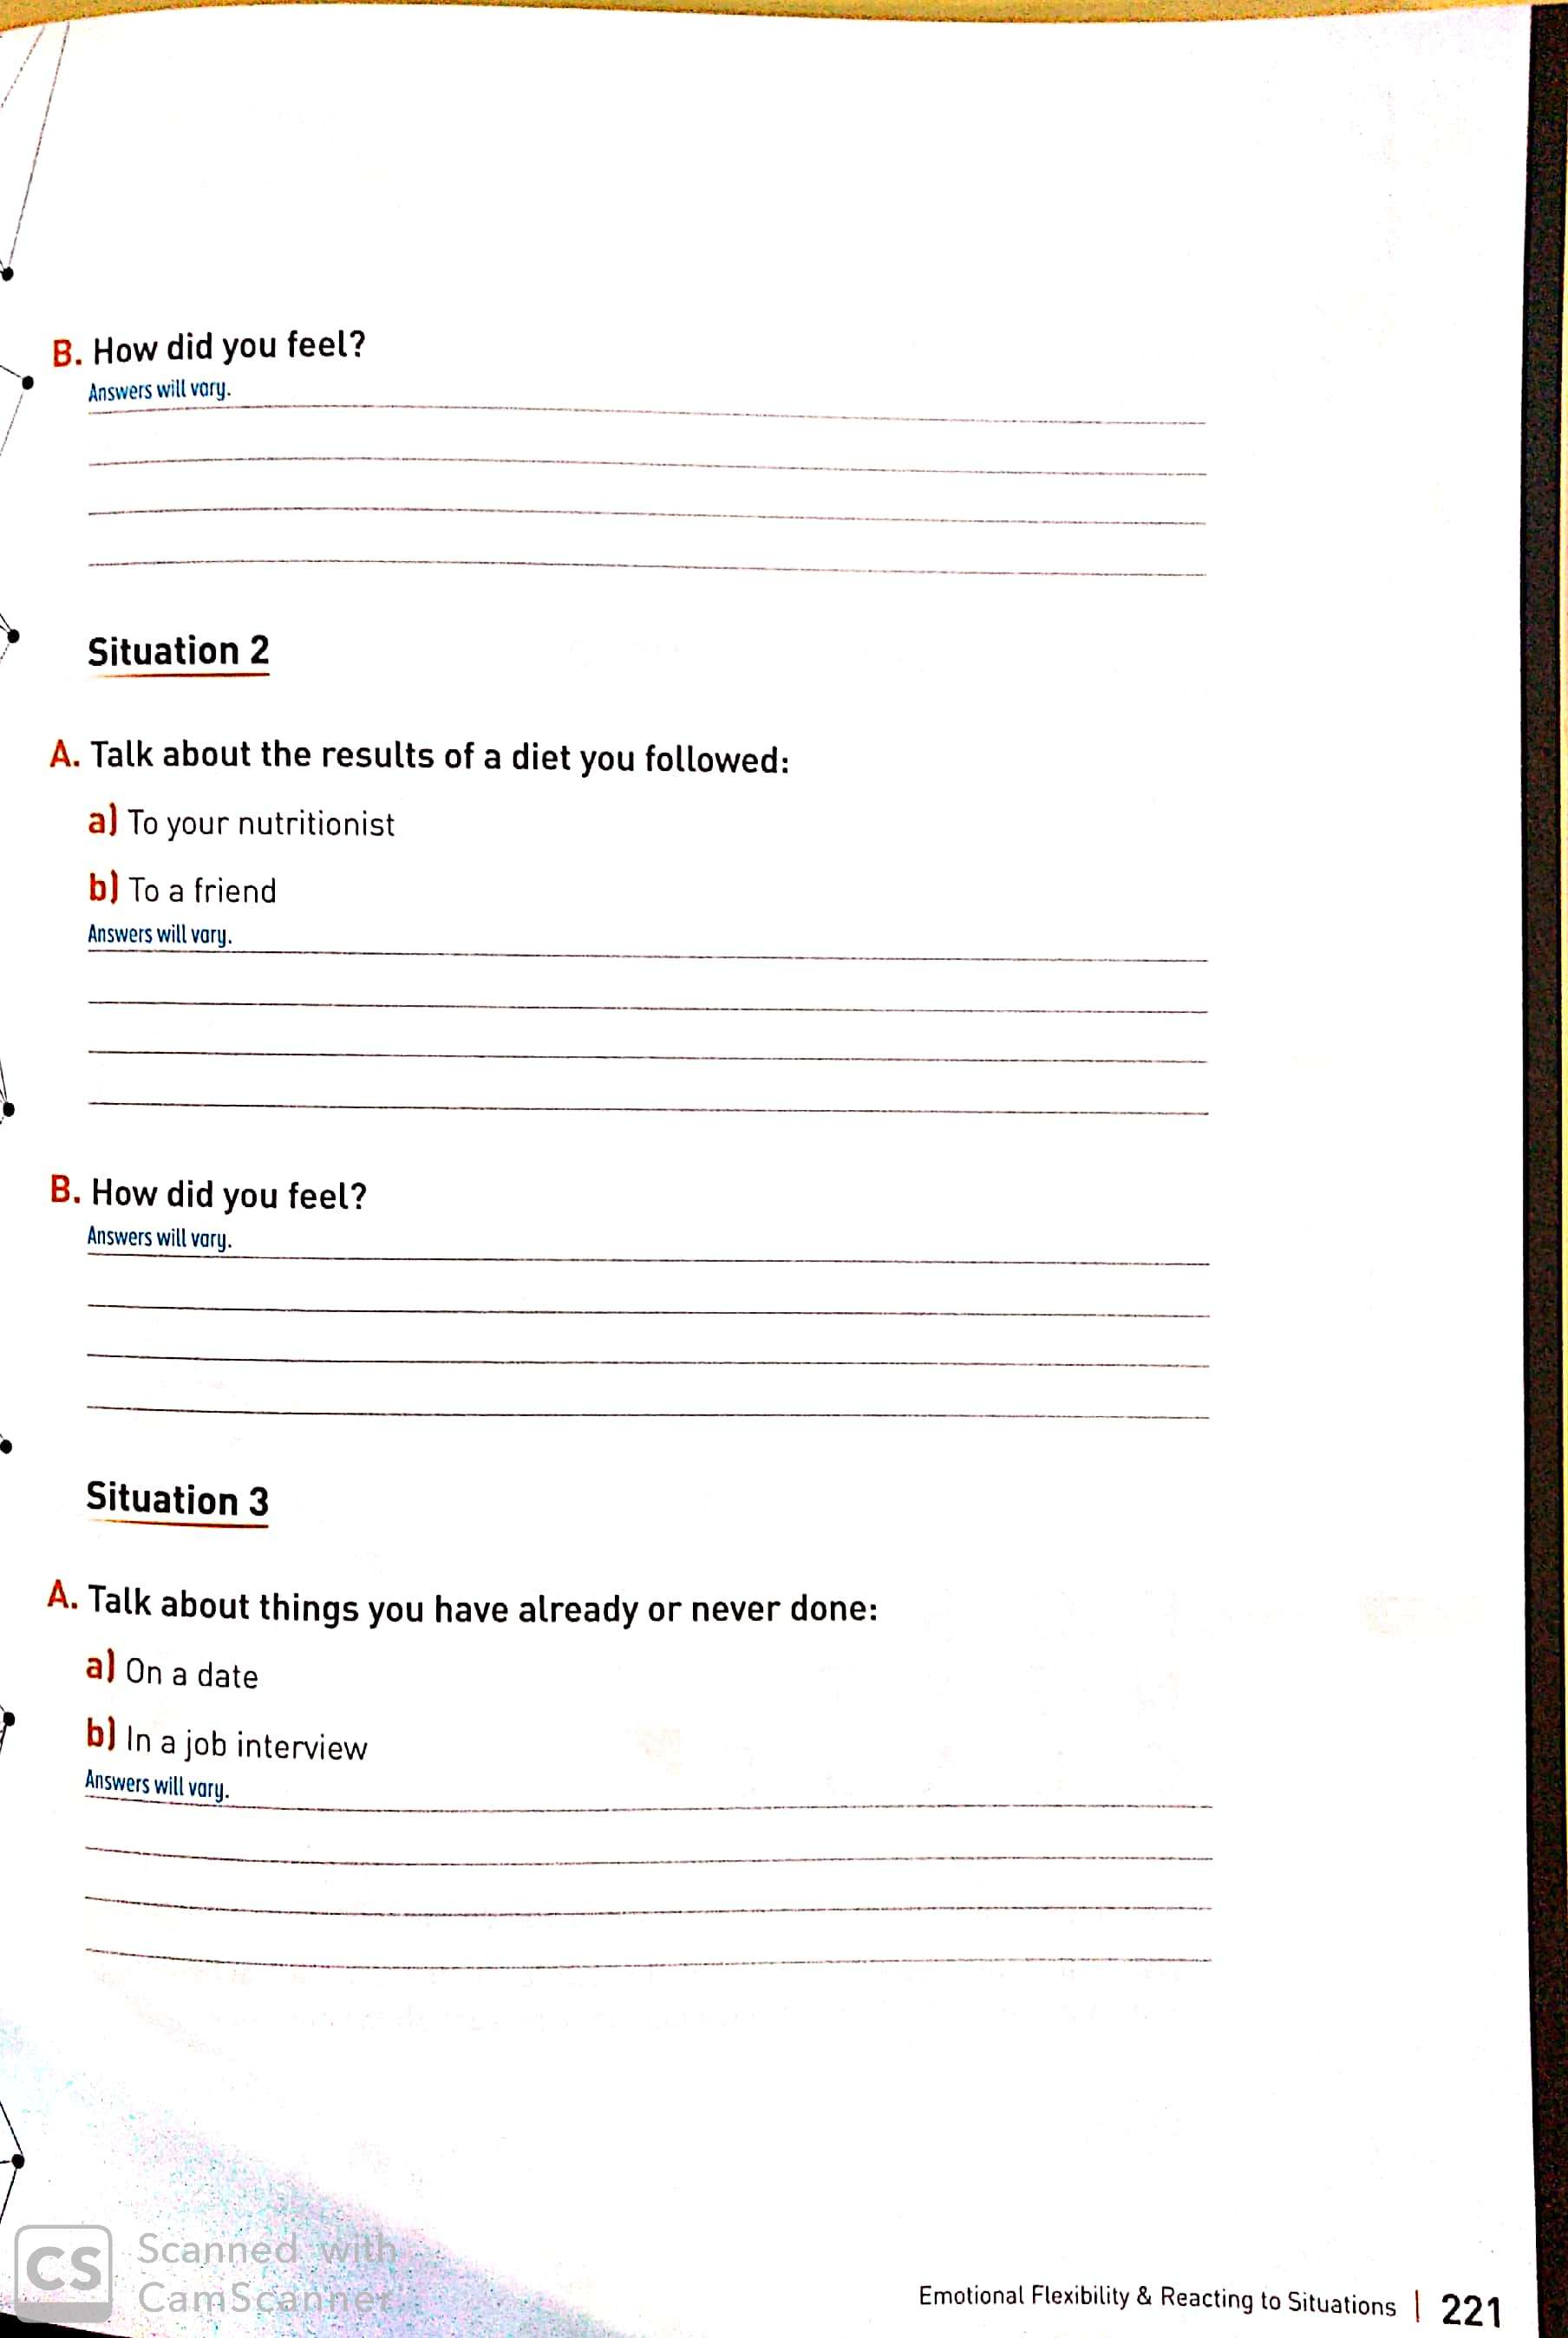 B. How did you feel?
Answers will vary.
Situation 2
A. Talk about the results of a diet you followed:
a) To your nutritionist
b) To a friend
Answers will vary.
B. How did you feel?
Answers will vary.
Situation 3
A. Talk about things you have already or never done:
a) On a date
b) In a job interview
Answers will vary.
CS Scanned with
CamScanner
Emotional Flexibility & Reacting to Situations | 221